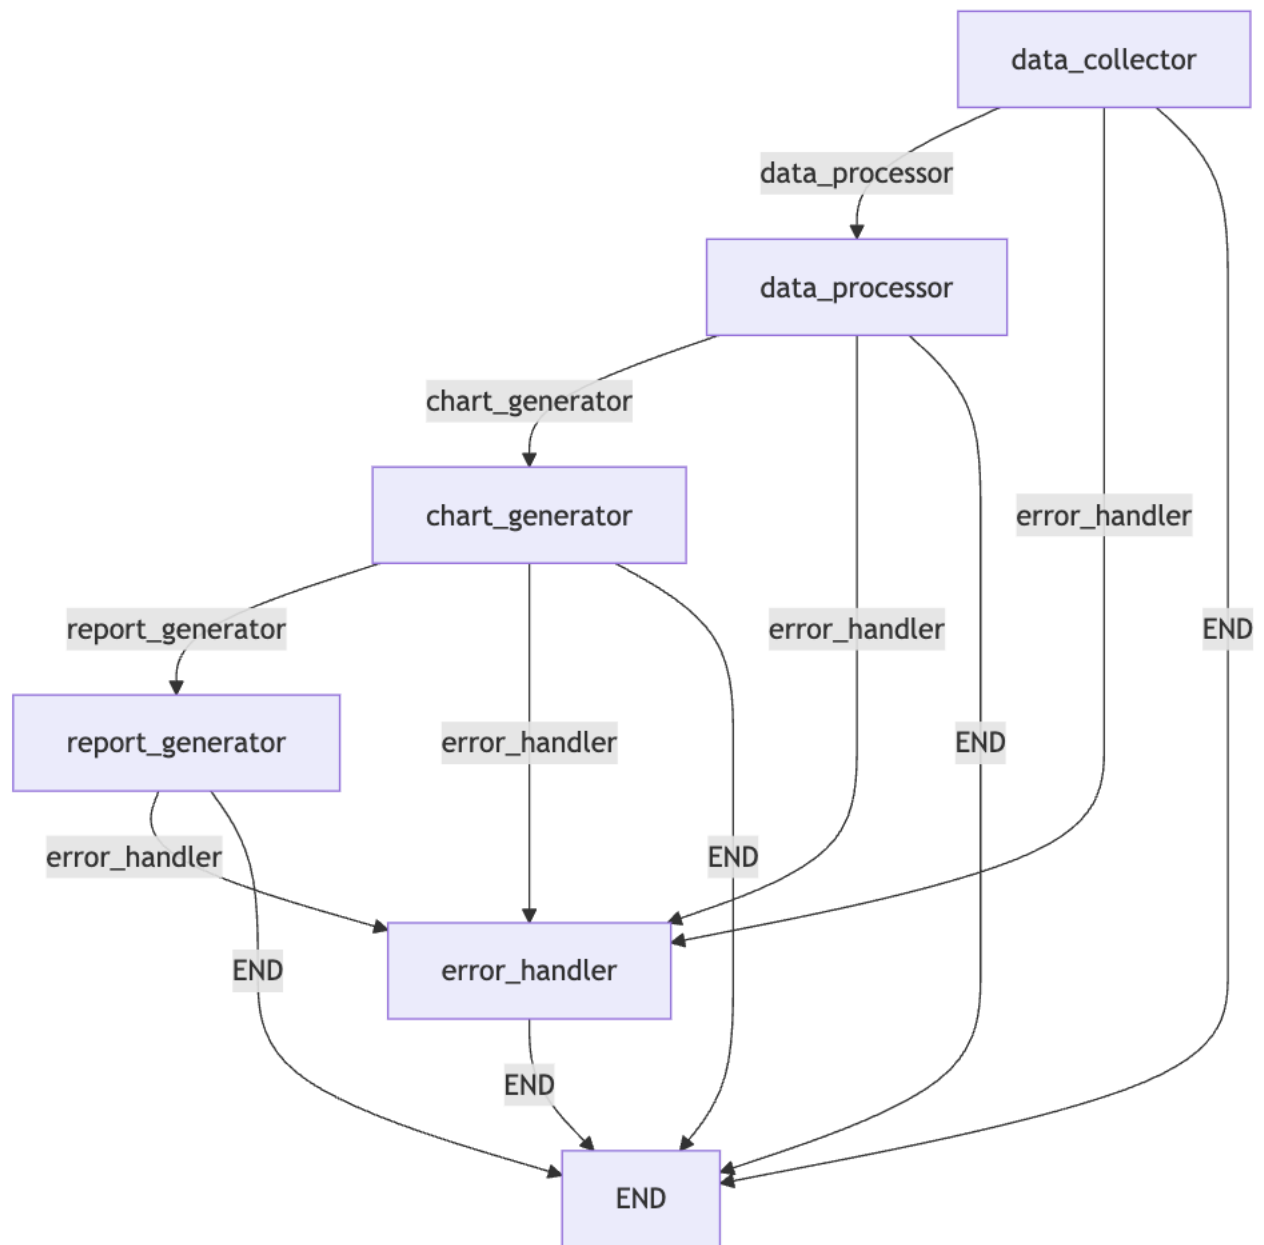 data_collector
data_processor
data_processor
chart_generator
chart_generator
error_handler
report_generator
error_handler
END
report_generator
error_handler
END
error_handler
END
END
error_handler
END
END